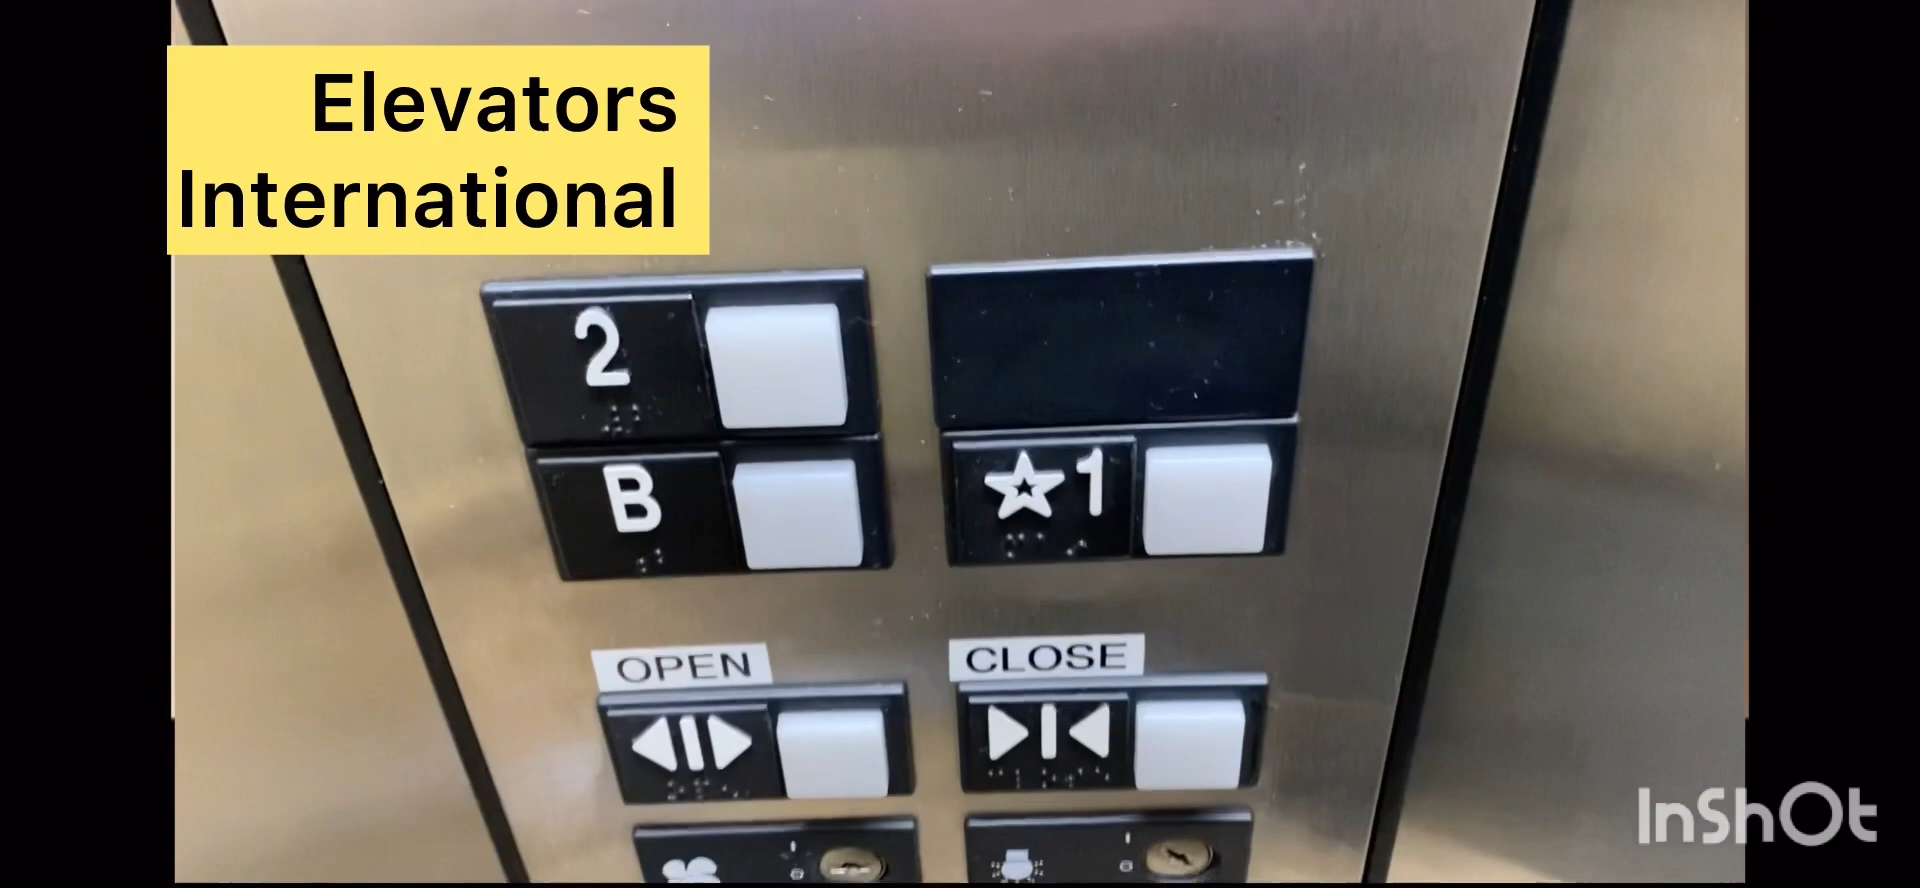 Elevators
International
2
B
☆1
OPEN
CLOSE
InShOt